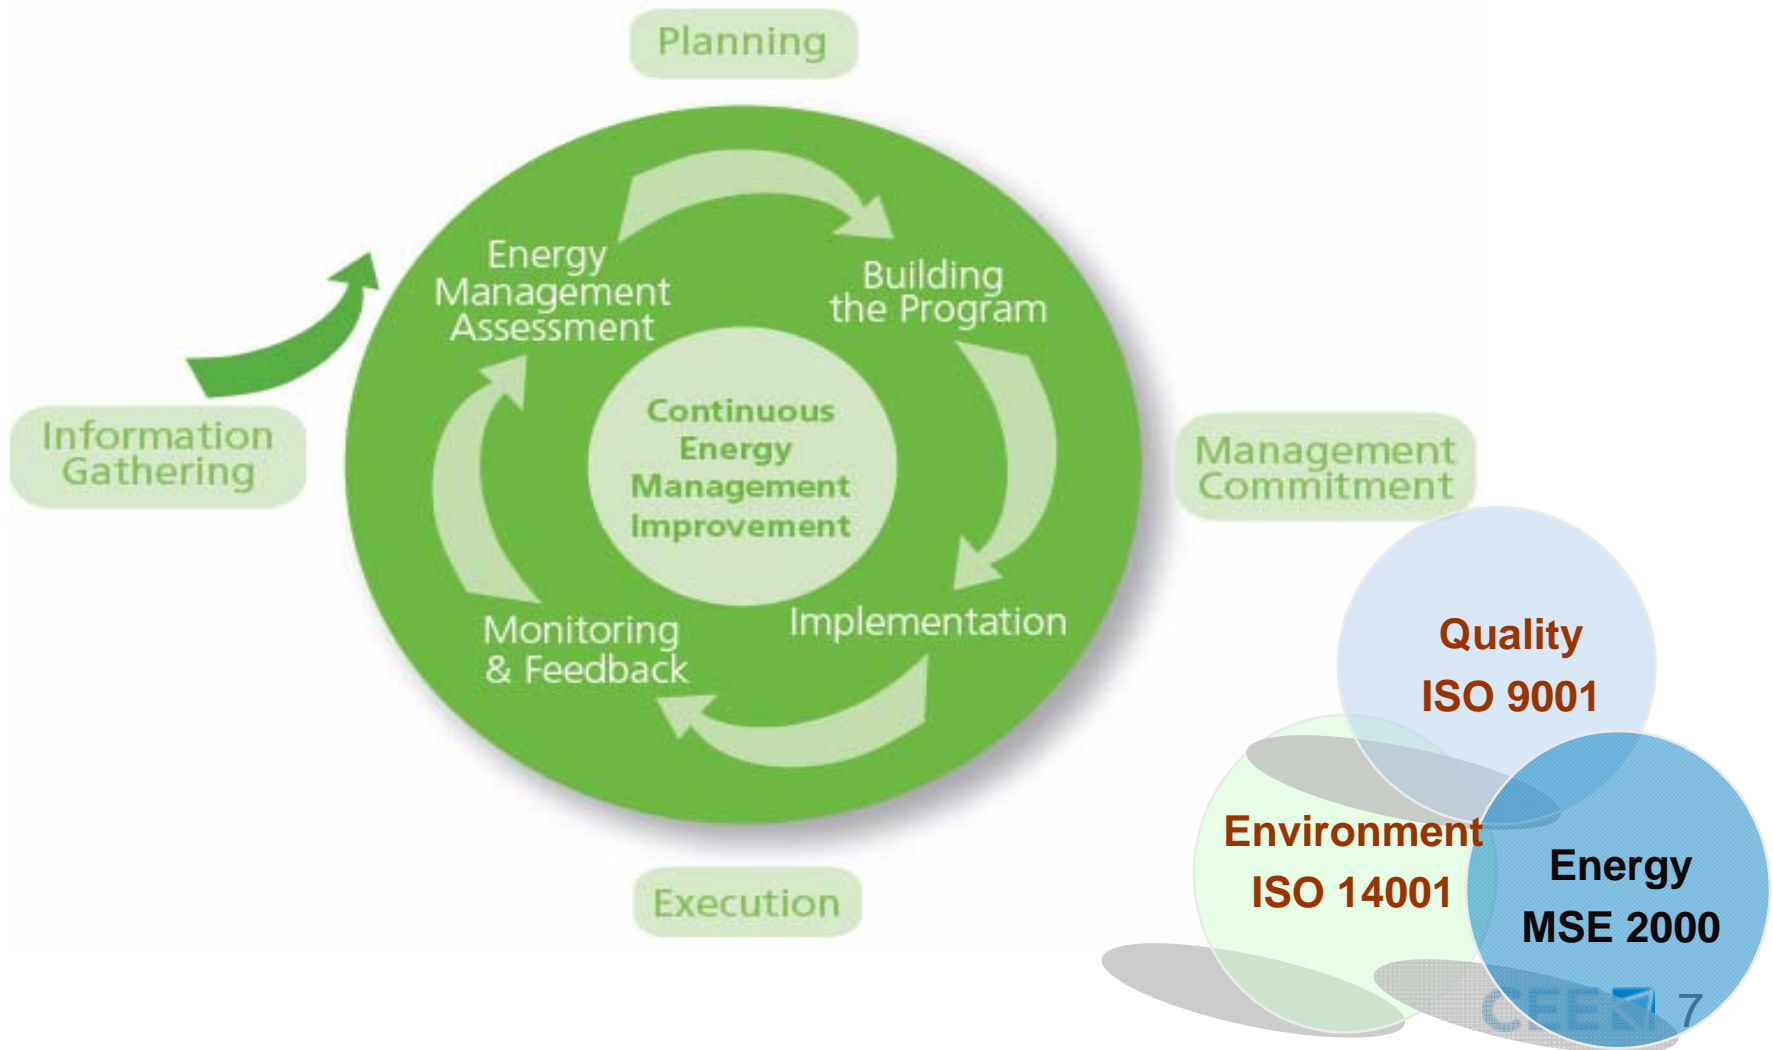 Planning
Energy
Management
Assessment
Building
the Program
Continuous
Energy
Management
Improvement
Information
Gathering
Management
Commitment
Monitoring
& Feedback
Implementation
Execution
Quality
ISO 9001
Environment
ISO 14001
Energy
MSE 2000
CEE 7